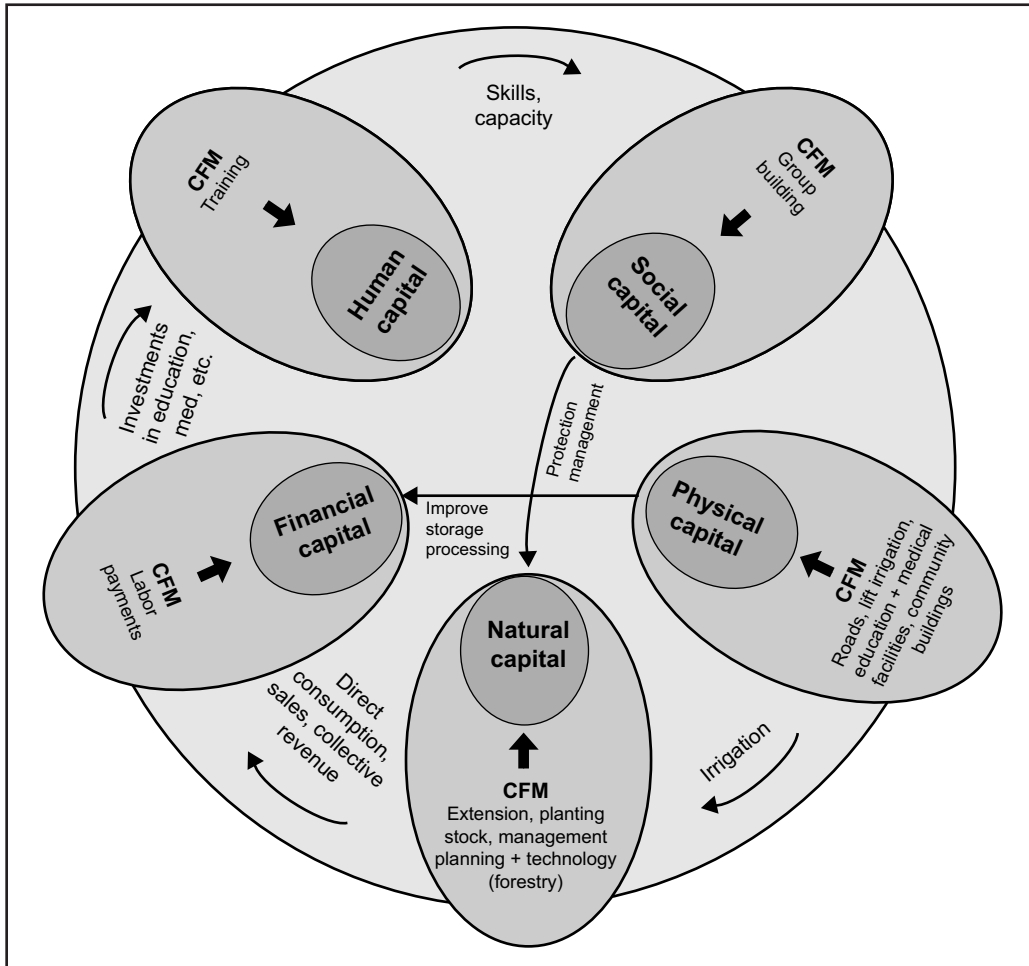 Skills,
capacity
CFM
Training
Human
capital
CFM
Group
building
Social
capital
Investments
in education,
med, etc.
Protection
management
Financial
capital
CFM
Labor
payments
Improve
storage
processing
Physical
capital
CFM
Roads, lift irrigation,
education + medical
facilities, community
buildings
Natural
capital
CFM
Extension, planting
stock, management
planning + technology
(forestry)
Direct
consumption,
sales, collective
revenue
Irrigation